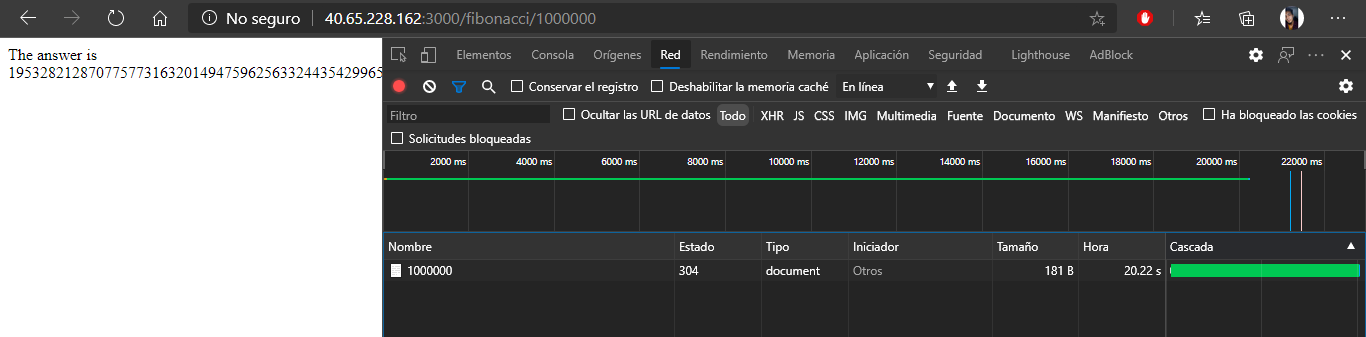 No seguro 40.65.228.162:3000/fibonacci/1000000
The answer is
19532821287077577316320149475962563324435429965
Elementos Consola Orígenes Red Rendimiento Memoria Aplicación Seguridad Lighthouse AdBlock
Conservar el registro Deshabilitar la memoria caché En línea
Filtro Ocultar las URL de datos Todo XHR JS CSS IMG Multimedia Fuente Documento WS Manifiesto Otros Ha bloqueado las cookies
Solicitudes bloqueadas
2000 ms 4000 ms 6000 ms 8000 ms 10000 ms 12000 ms 14000 ms 16000 ms 18000 ms 20000 ms 22000 ms
Nombre Estado Tipo Iniciador Tamaño Hora Cascada
1000000 304 document Otros 181 B 20.22 s